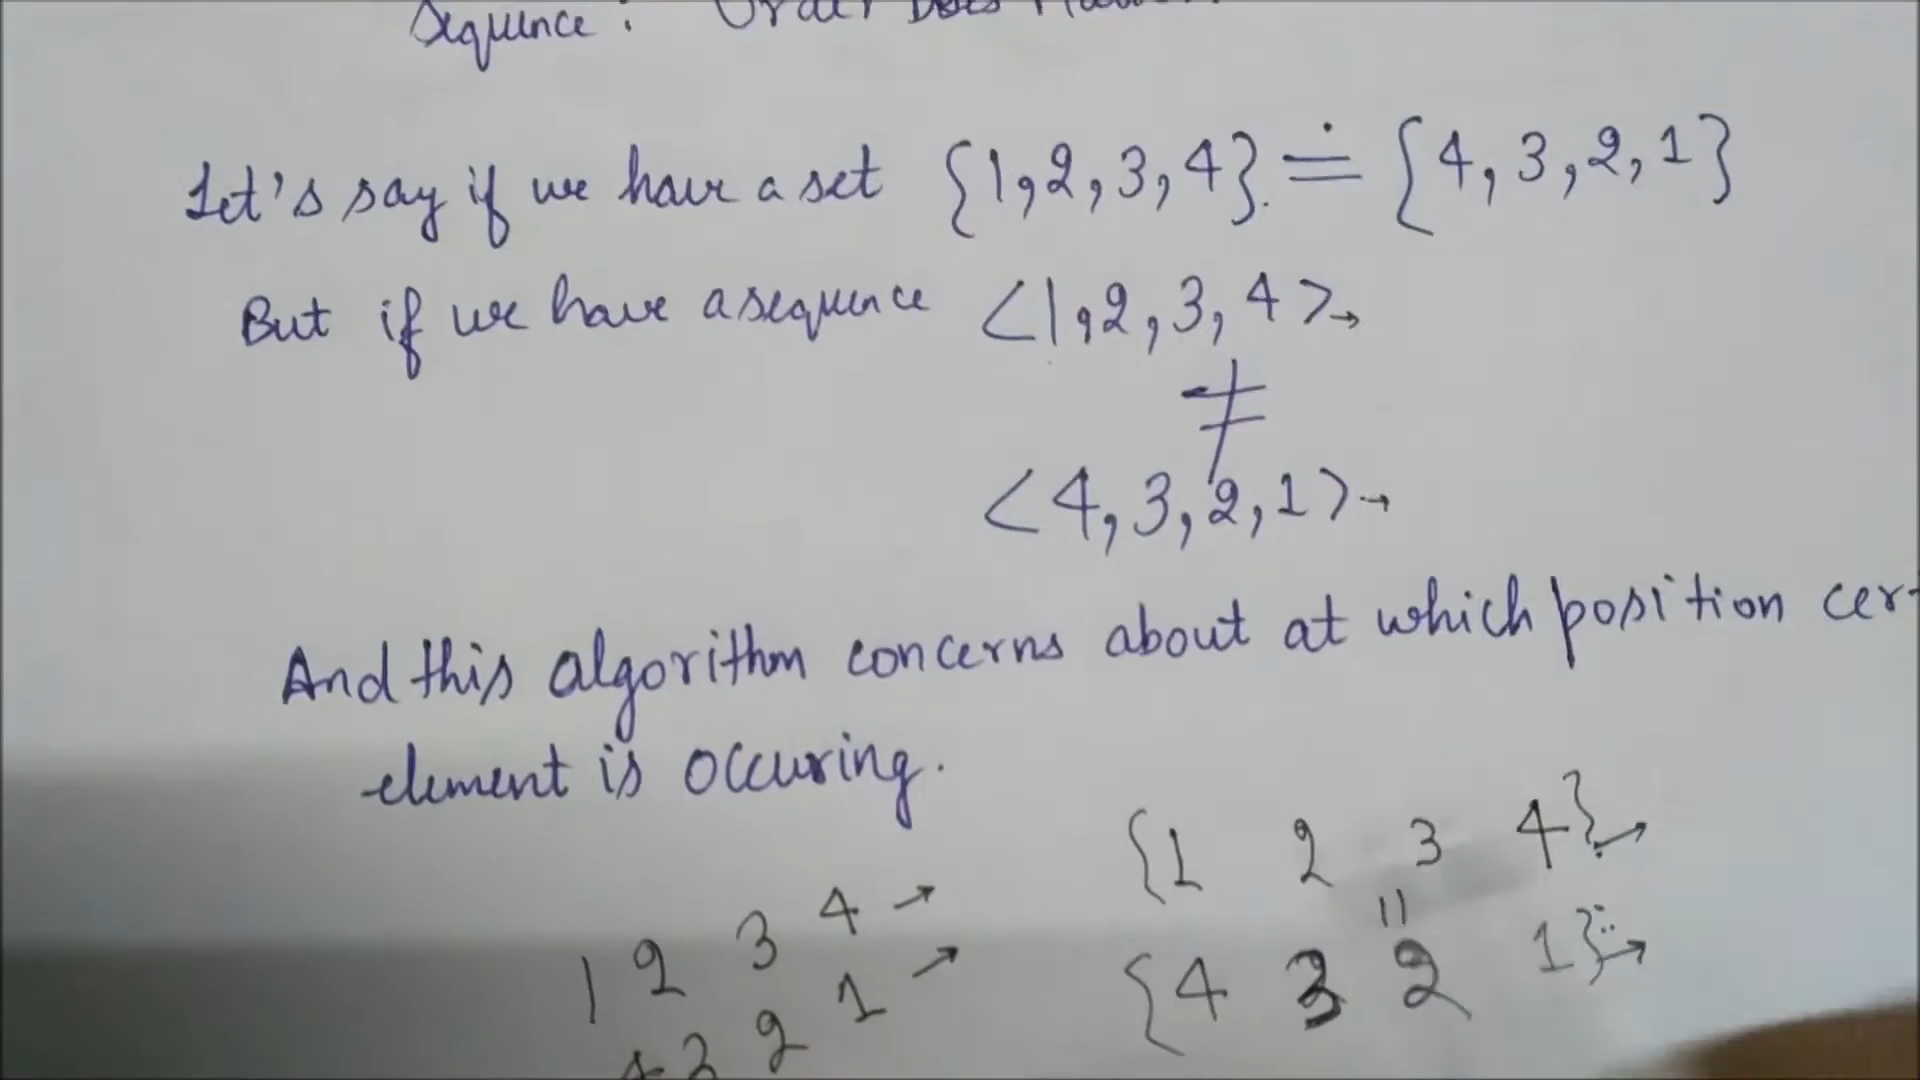 Sequence : Order Does
Let's say if we have a set {1,2,3,4} = {4,3,2,1}
But if we have a sequence <1,2,3,4>→
≠
<4,3,2,1>→
And this algorithm concerns about at which position cer
element is occuring.
{1 2 3 4}→
=
{4 3 2 1}→
1 2 3 4 →
4 3 2 1 →